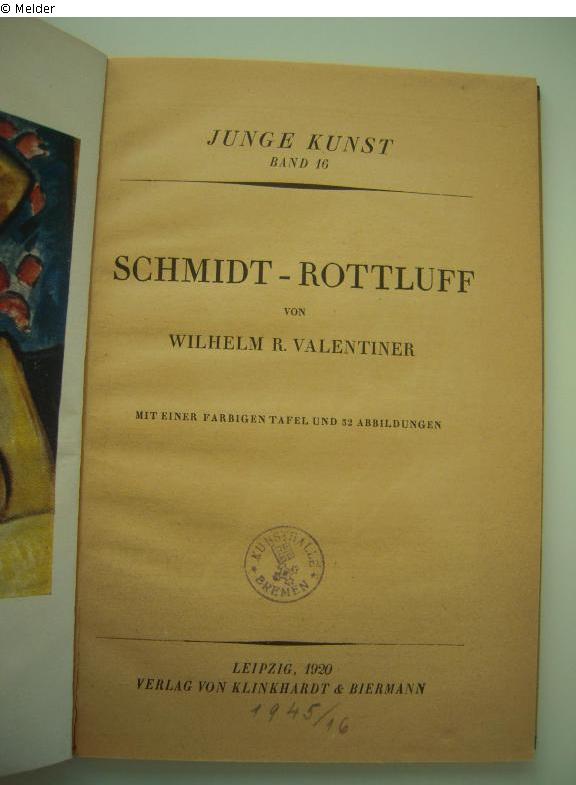 © Melder
JUNGE KUNST
BAND 16
SCHMIDT - ROTTLUFF
VON
WILHELM R. VALENTINER
MIT EINER FARBIGEN TAFEL UND 32 ABBILDUNGEN
KUNSTHALLE
* BREMEN *
LEIPZIG, 1920
VERLAG VON KLINKHARDT & BIERMANN
1945/16